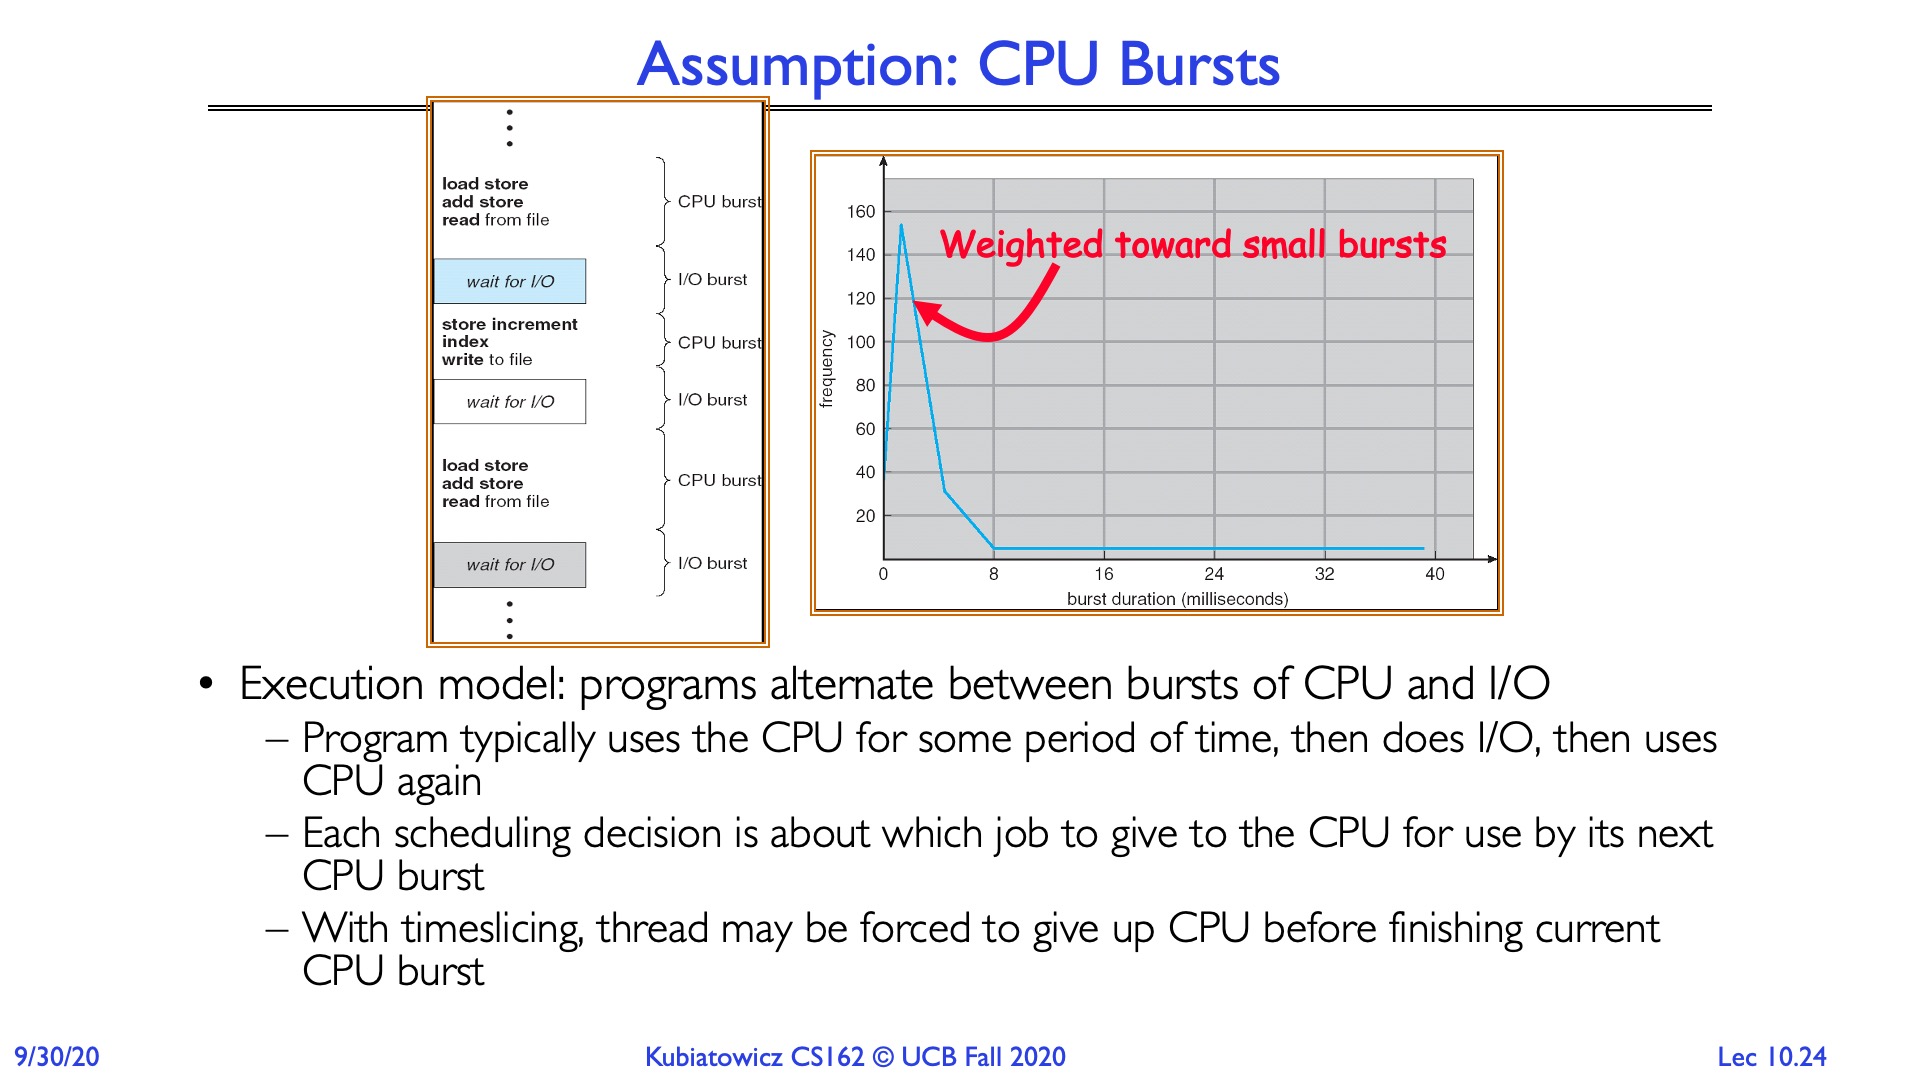 Assumption: CPU Bursts
load store
add store
read from file
CPU burst
wait for I/O
I/O burst
store increment
index
write to file
CPU burst
wait for I/O
I/O burst
load store
add store
read from file
CPU burst
wait for I/O
I/O burst
160
140
120
100
80
60
40
20
frequency
Weighted toward small bursts
0 8 16 24 32 40
burst duration (milliseconds)
• Execution model: programs alternate between bursts of CPU and I/O
– Program typically uses the CPU for some period of time, then does I/O, then uses
CPU again
– Each scheduling decision is about which job to give to the CPU for use by its next
CPU burst
– With timeslicing, thread may be forced to give up CPU before finishing current
CPU burst
9/30/20
Kubiatowicz CS162 © UCB Fall 2020
Lec 10.24